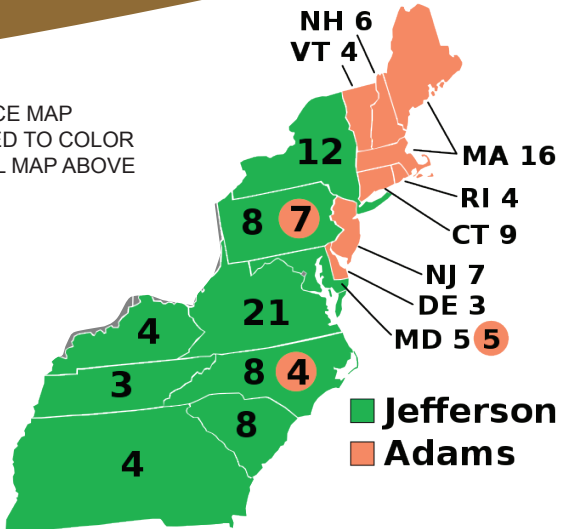 NH 6
VT 4
CE MAP
ED TO COLOR
L MAP ABOVE
12
MA 16
RI 4
8 7
CT 9
NJ 7
DE 3
21
4
MD 5 5
8 4
3
8
Jefferson
4
Adams